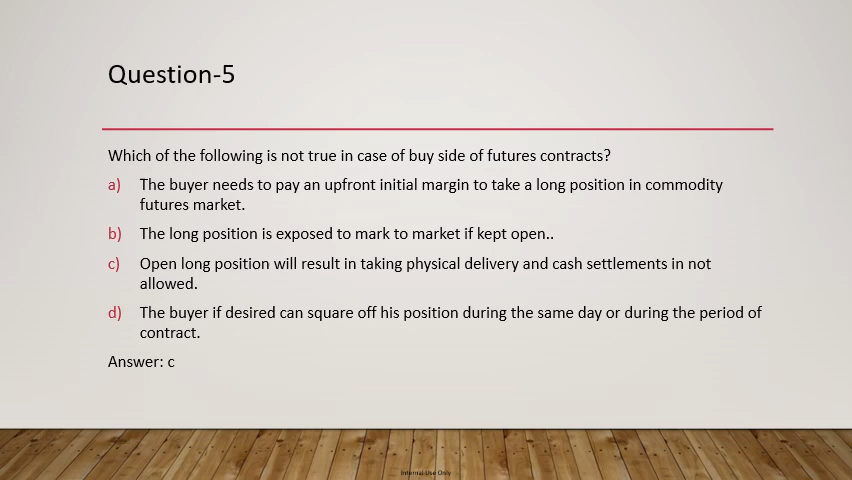 Question-5
Which of the following is not true in case of buy side of futures contracts?
a) The buyer needs to pay an upfront initial margin to take a long position in commodity
futures market.
b) The long position is exposed to mark to market if kept open..
c) Open long position will result in taking physical delivery and cash settlements in not
allowed.
d) The buyer if desired can square off his position during the same day or during the period of
contract.
Answer: c
Internal Use Only